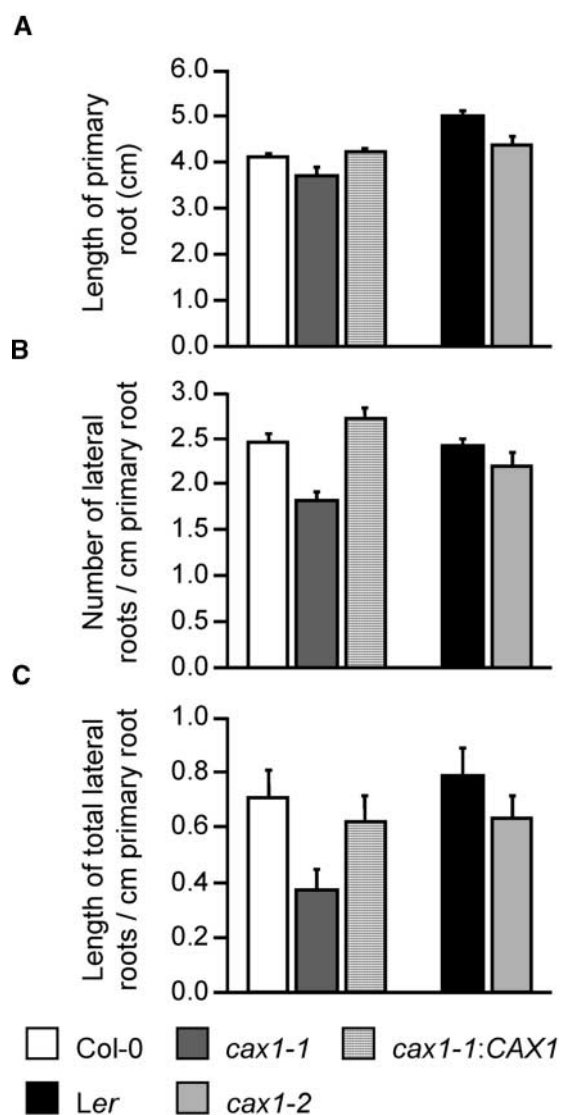 A
Length of primary
root (cm)
6.0
5.0
4.0
3.0
2.0
1.0
0.0
B
Number of lateral
roots / cm primary root
3.0
2.5
2.0
1.5
1.0
0.5
0.0
C
Length of total lateral
roots / cm primary root
1.0
0.8
0.6
0.4
0.2
0.0
Col-0 cax1-1 cax1-1:CAX1
Ler cax1-2